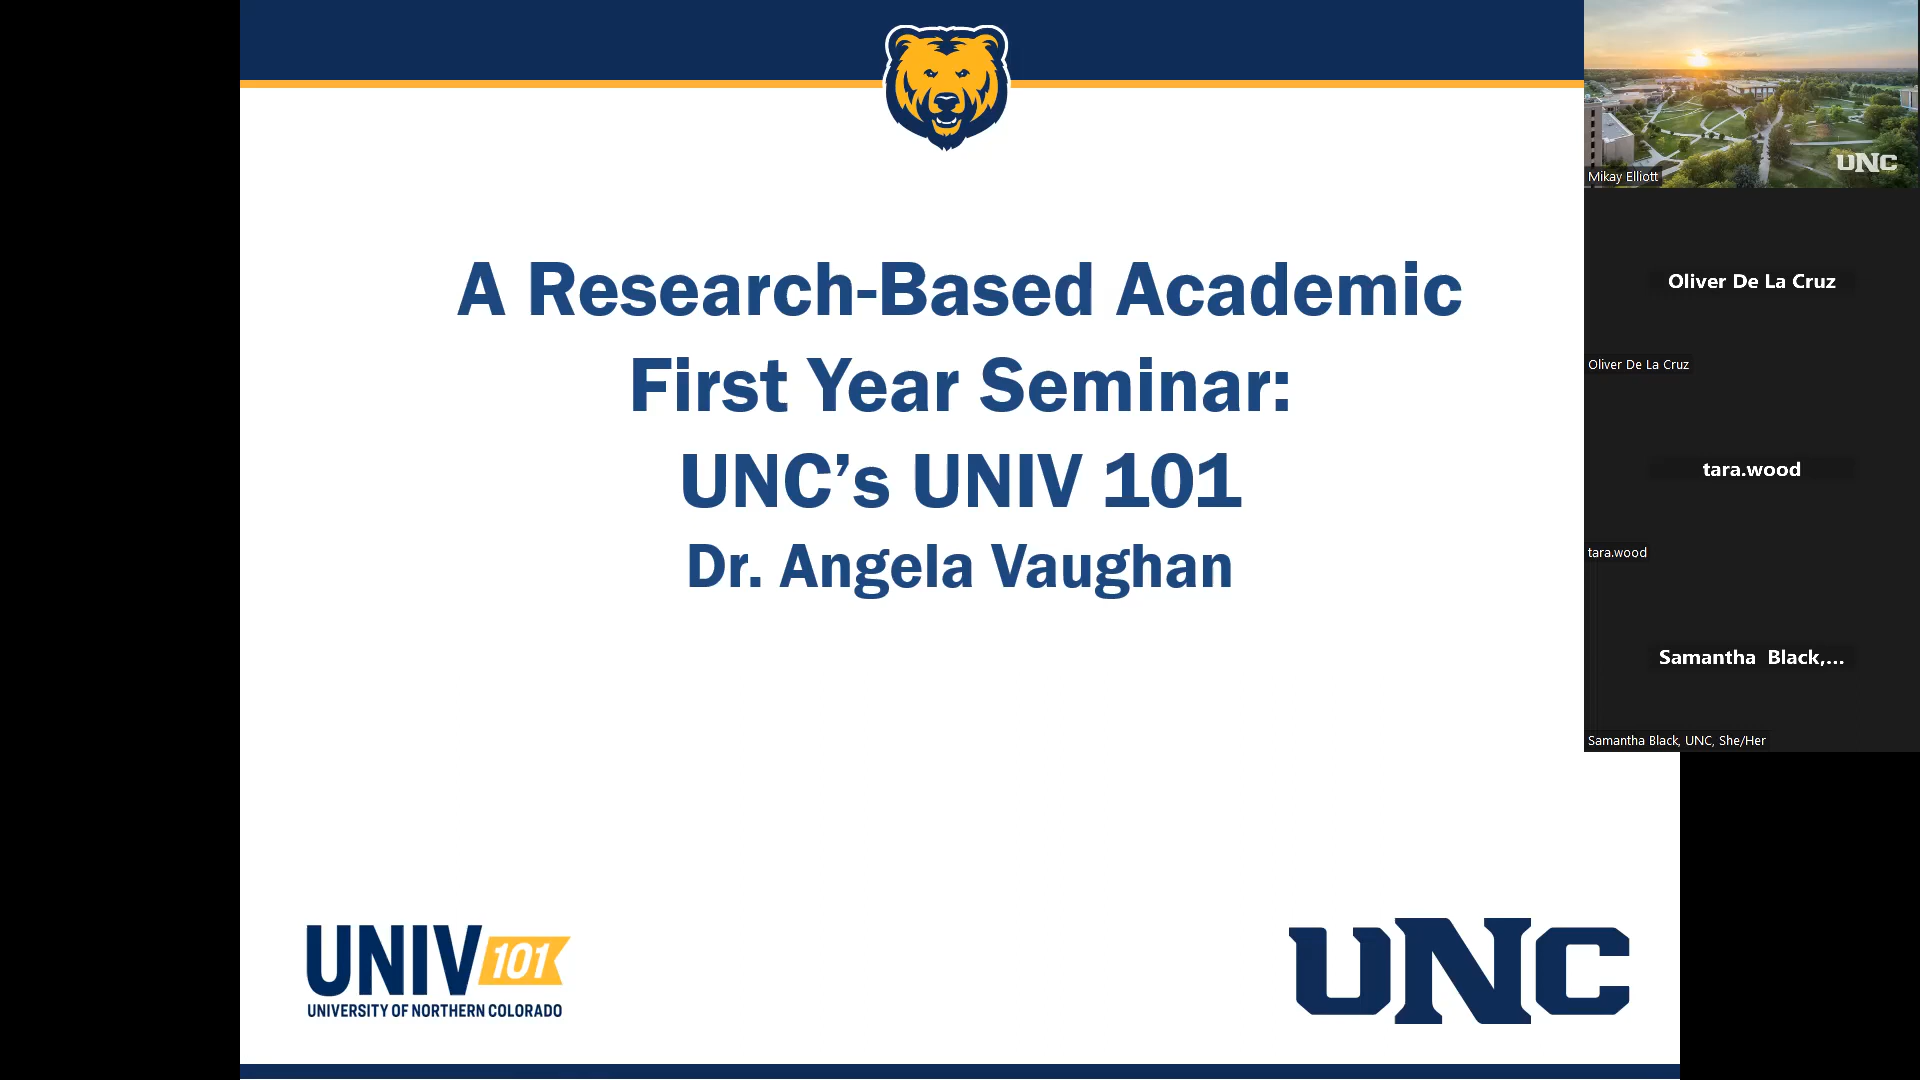 A Research-Based Academic
First Year Seminar:
UNC’s UNIV 101
Dr. Angela Vaughan
UNIV 101
UNIVERSITY OF NORTHERN COLORADO
UNC
UNC
Mikay Elliott
Oliver De La Cruz
Oliver De La Cruz
tara.wood
tara.wood
Samantha Black,...
Samantha Black, UNC, She/Her